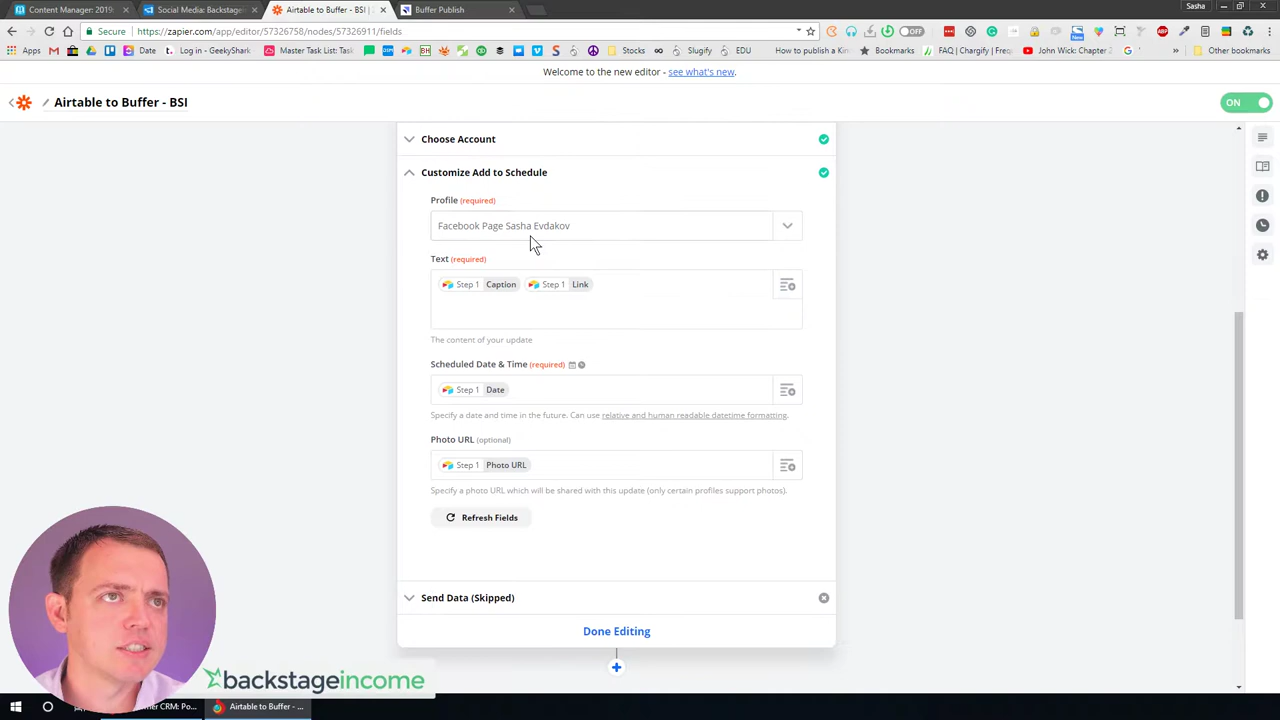 Content Manager: 2019
Social Media: Backstage
Airtable to Buffer - BSI | Z
Buffer Publish
Sasha
Secure
https://zapier.com/app/editor/57326758/nodes/57326911/fields
Apps
Date
Log in - GeekyShark
Master Task List: Task
Stocks
Slugify
EDU
How to publish a Kin
Bookmarks
FAQ | Chargify | Freq
John Wick: Chapter 2
Other bookmarks
OFF
New
Welcome to the new editor - see what's new.
Airtable to Buffer - BSI
ON
Choose Account
Customize Add to Schedule
Profile (required)
Facebook Page Sasha Evdakov
Text (required)
Step 1 Caption Step 1 Link
The content of your update
Scheduled Date & Time (required)
Step 1 Date
Specify a date and time in the future. Can use relative and human readable datetime formatting.
Photo URL (optional)
Step 1 Photo URL
Specify a photo URL which will be shared with this update (only certain profiles support photos).
Refresh Fields
Send Data (Skipped)
Done Editing
backstageincome
ner CRM: Po...
Airtable to Buffer - ...